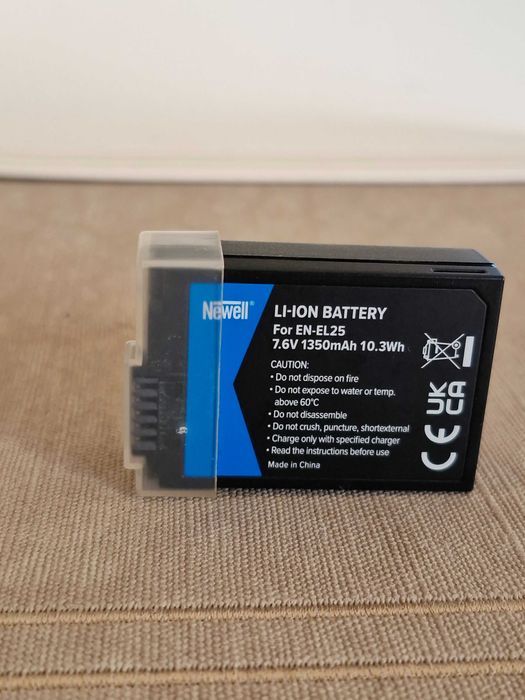 Newell®
LI-ION BATTERY
For EN-EL25
7.6V 1350mAh 10.3Wh
CAUTION:
• Do not dispose on fire
• Do not expose to water or temp.
above 60°C
• Do not disassemble
• Do not crush, puncture, shortexternal
• Charge only with specified charger
• Read the instructions before use
Made in China
CE
UK
CA